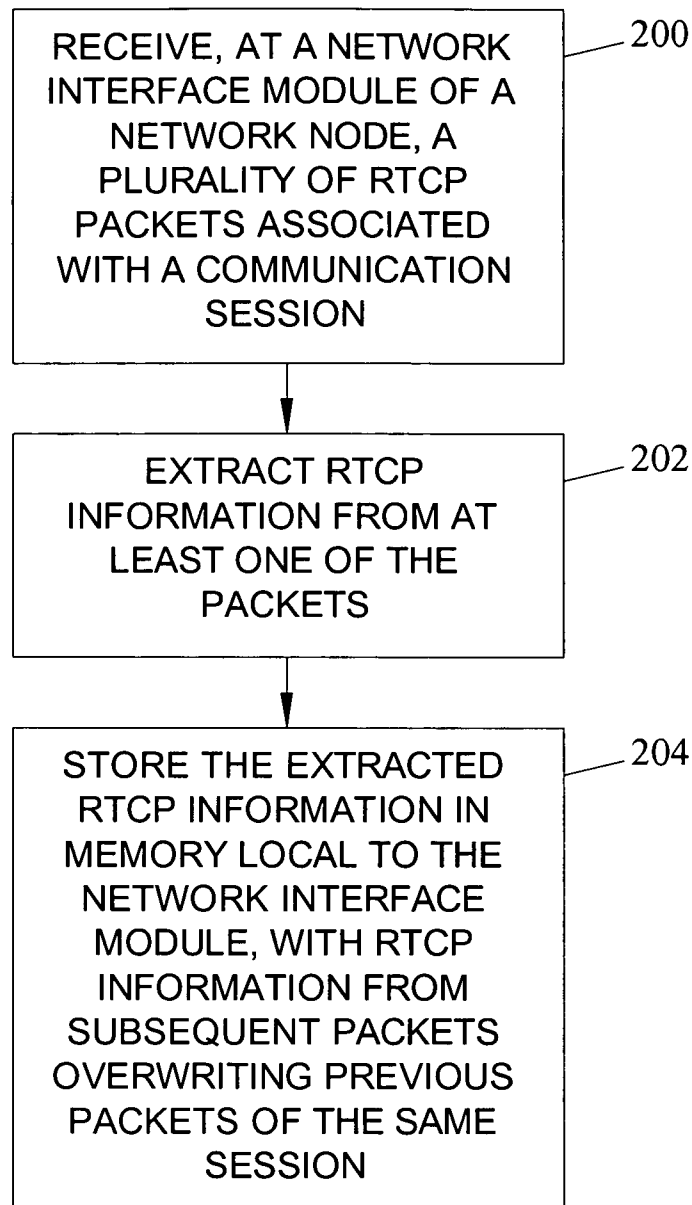 RECEIVE, AT A NETWORK
INTERFACE MODULE OF A
NETWORK NODE, A
PLURALITY OF RTCP
PACKETS ASSOCIATED
WITH A COMMUNICATION
SESSION
200
EXTRACT RTCP
INFORMATION FROM AT
LEAST ONE OF THE
PACKETS
202
STORE THE EXTRACTED
RTCP INFORMATION IN
MEMORY LOCAL TO THE
NETWORK INTERFACE
MODULE, WITH RTCP
INFORMATION FROM
SUBSEQUENT PACKETS
OVERWRITING PREVIOUS
PACKETS OF THE SAME
SESSION
204